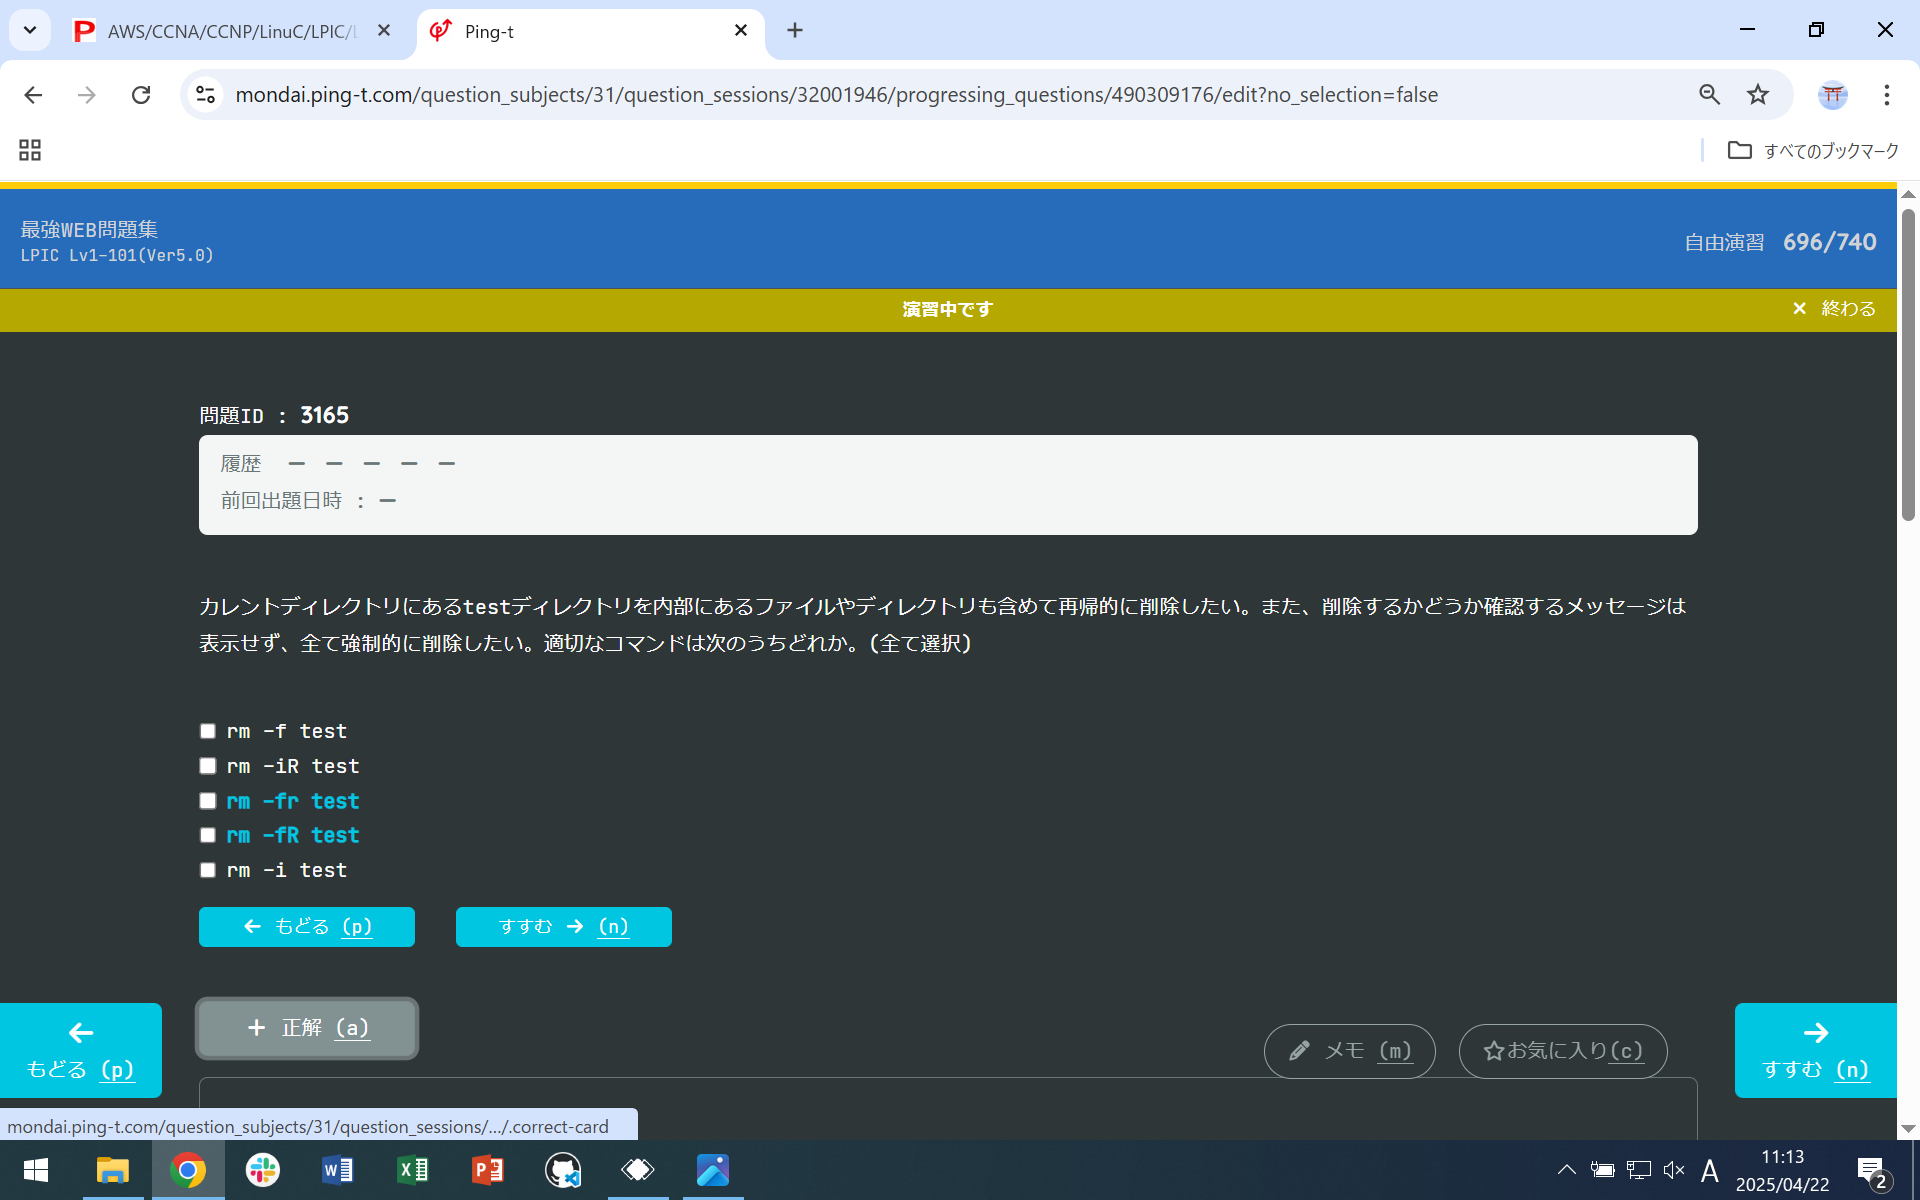 AWS/CCNA/CCNP/LinuC/LPIC/
Ping-t
mondai.ping-t.com/question_subjects/31/question_sessions/32001946/progressing_questions/490309176/edit?no_selection=false
すべてのブックマーク
最強WEB問題集
LPIC Lv1-101(Ver5.0)
自由演習 696/740
演習中です
× 終わる
問題ID : 3165
履歴 ー ー ー ー ー
前回出題日時 : ー
カレントディレクトリにあるtestディレクトリを内部にあるファイルやディレクトリも含めて再帰的に削除したい。また、削除するかどうか確認するメッセージは
表示せず、全て強制的に削除したい。適切なコマンドは次のうちどれか。(全て選択)
rm -f test
rm -iR test
rm -fr test
rm -fR test
rm -i test
← もどる (p)
すすむ → (n)
+ 正解 (a)
メモ (m)
☆お気に入り(c)
←
もどる (p)
→
すすむ (n)
mondai.ping-t.com/question_subjects/31/question_sessions/.../.correct-card
A
11:13
2025/04/22
2